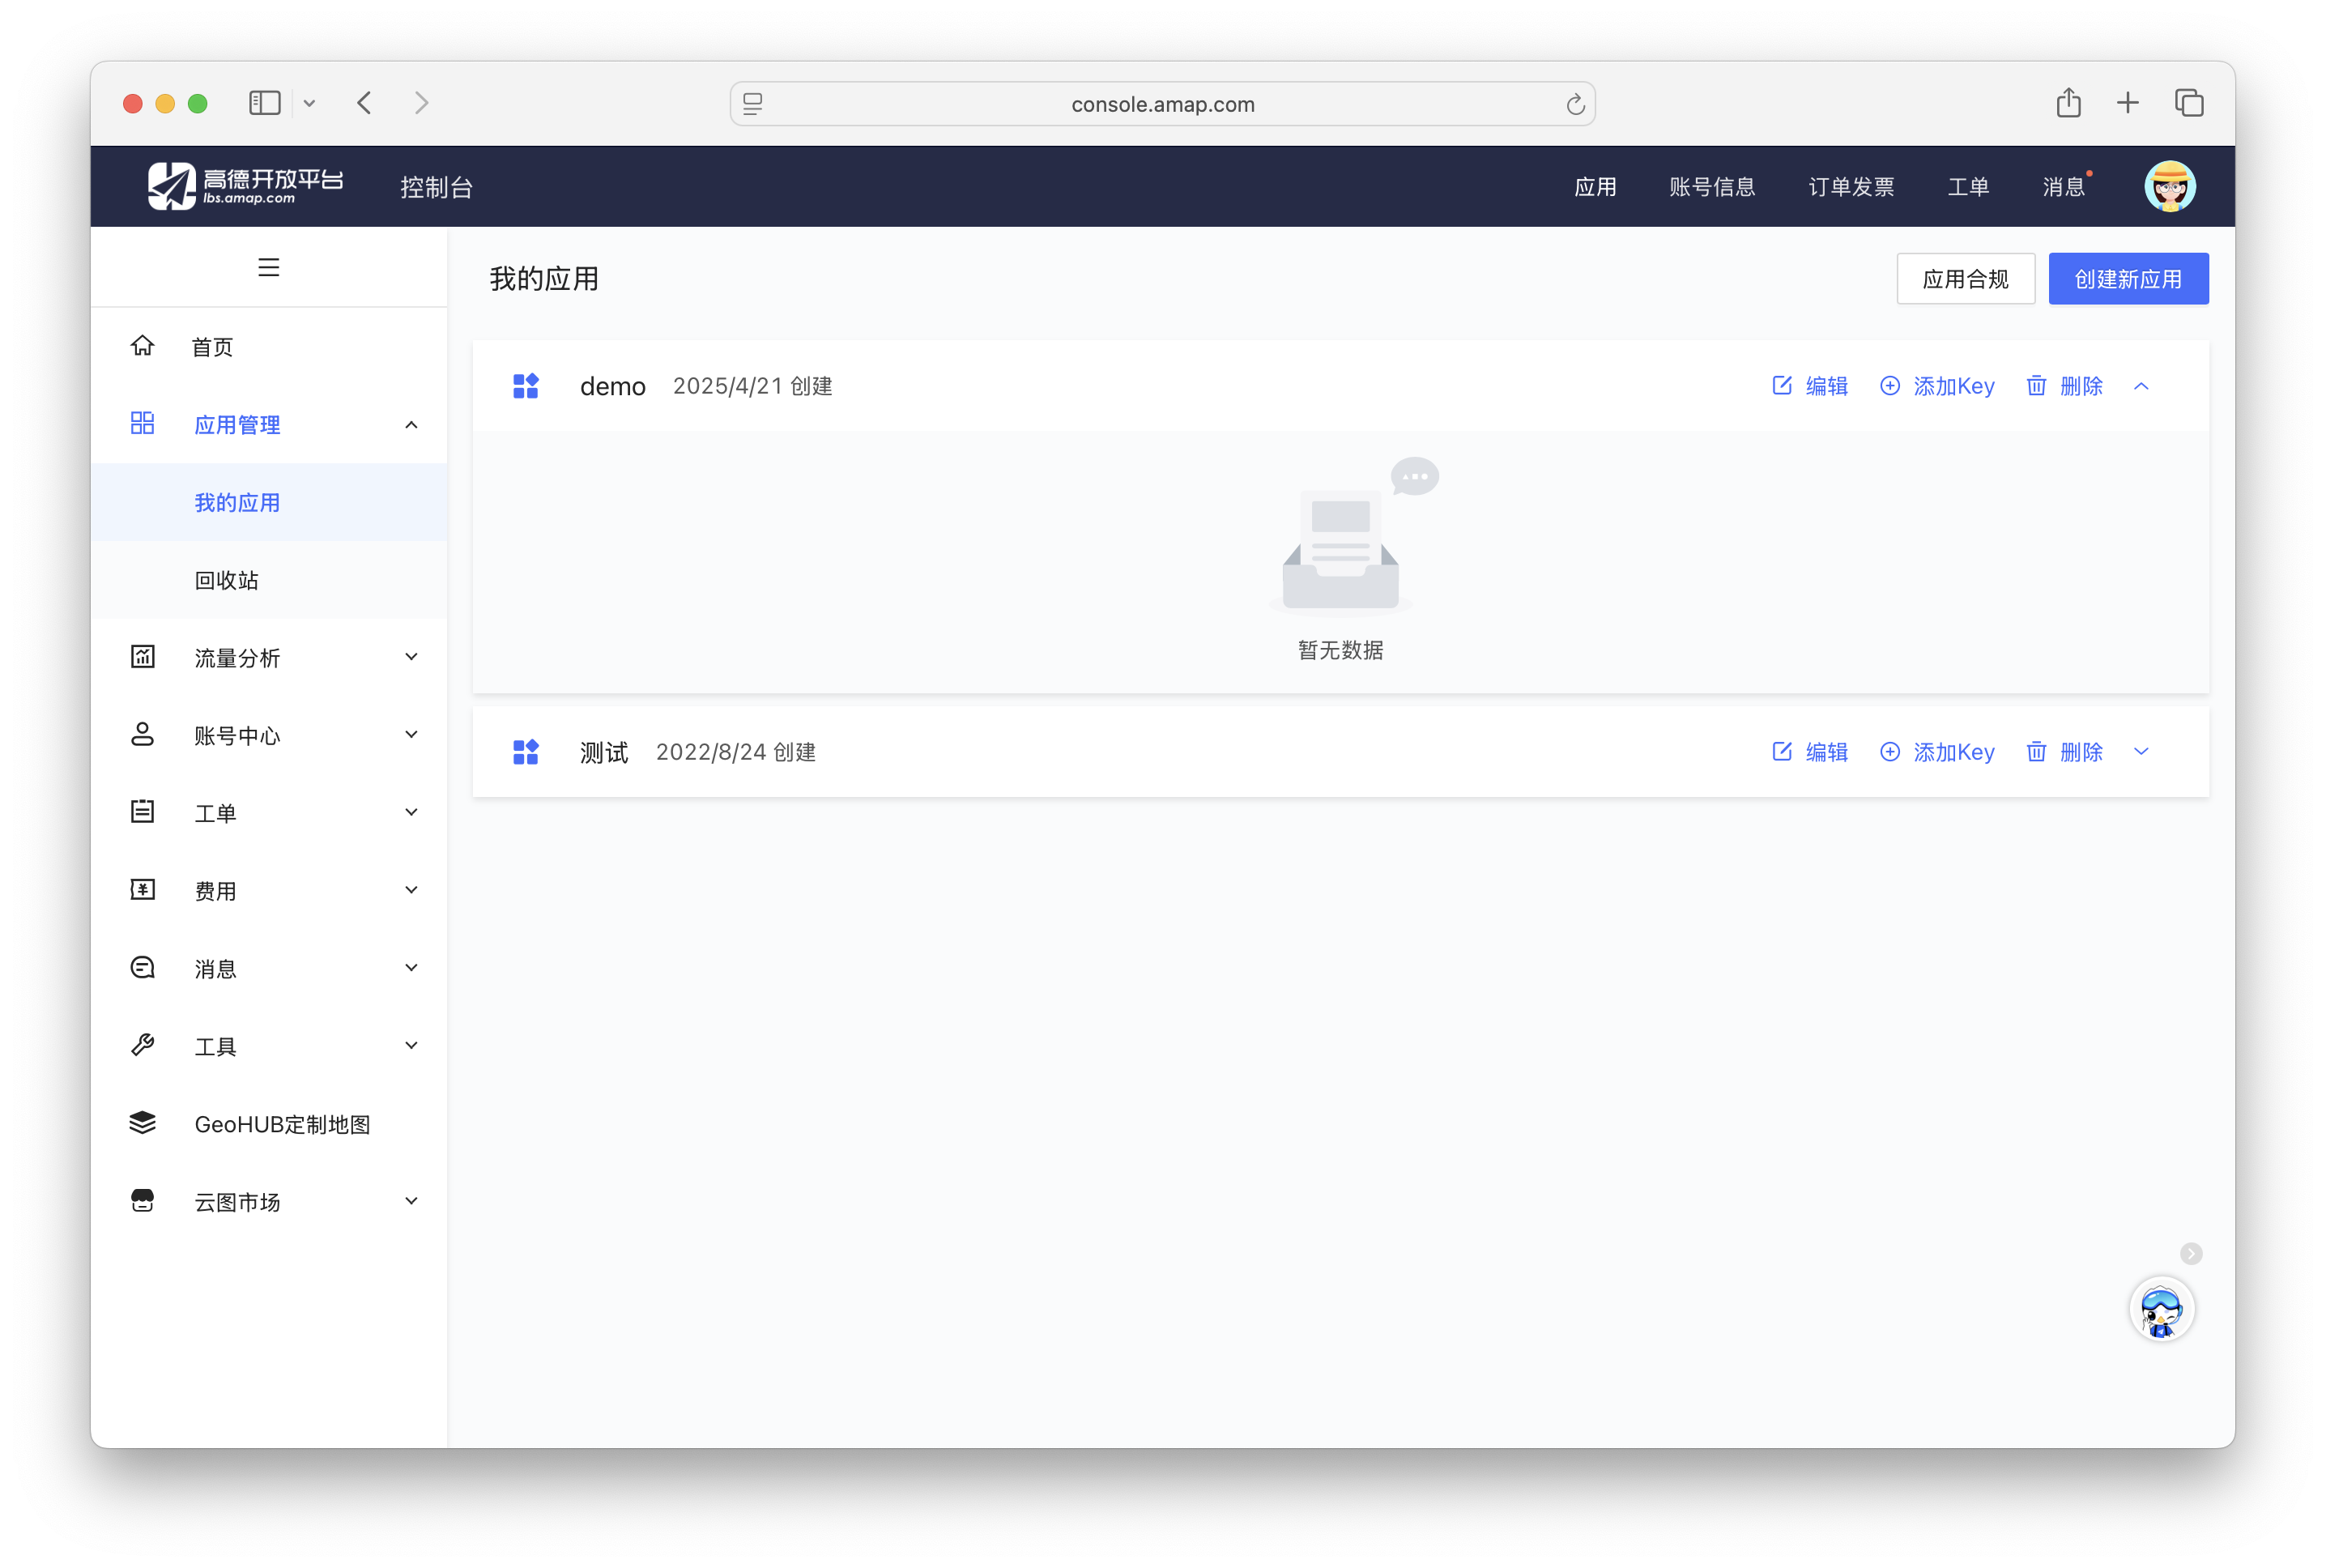 console.amap.com
高德开放平台
lbs.amap.com
控制台
应用
账号信息
订单发票
工单
消息
首页
应用管理
我的应用
回收站
流量分析
账号中心
工单
费用
消息
工具
GeoHUB定制地图
云图市场
我的应用
应用合规
创建新应用
demo 2025/4/21 创建
编辑
添加Key
删除
暂无数据
测试 2022/8/24 创建
编辑
添加Key
删除